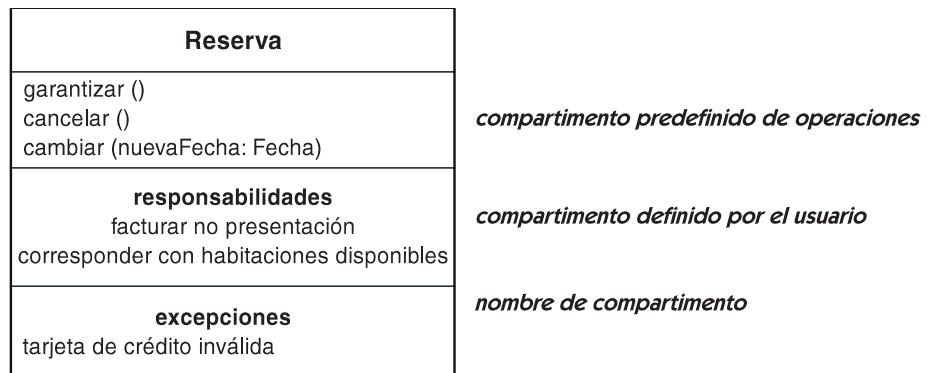 Reserva
garantizar ()
cancelar ()
cambiar (nuevaFecha: Fecha)
compartimento predefinido de operaciones
responsabilidades
facturar no presentación
corresponder con habitaciones disponibles
compartimento definido por el usuario
excepciones
tarjeta de crédito inválida
nombre de compartimento